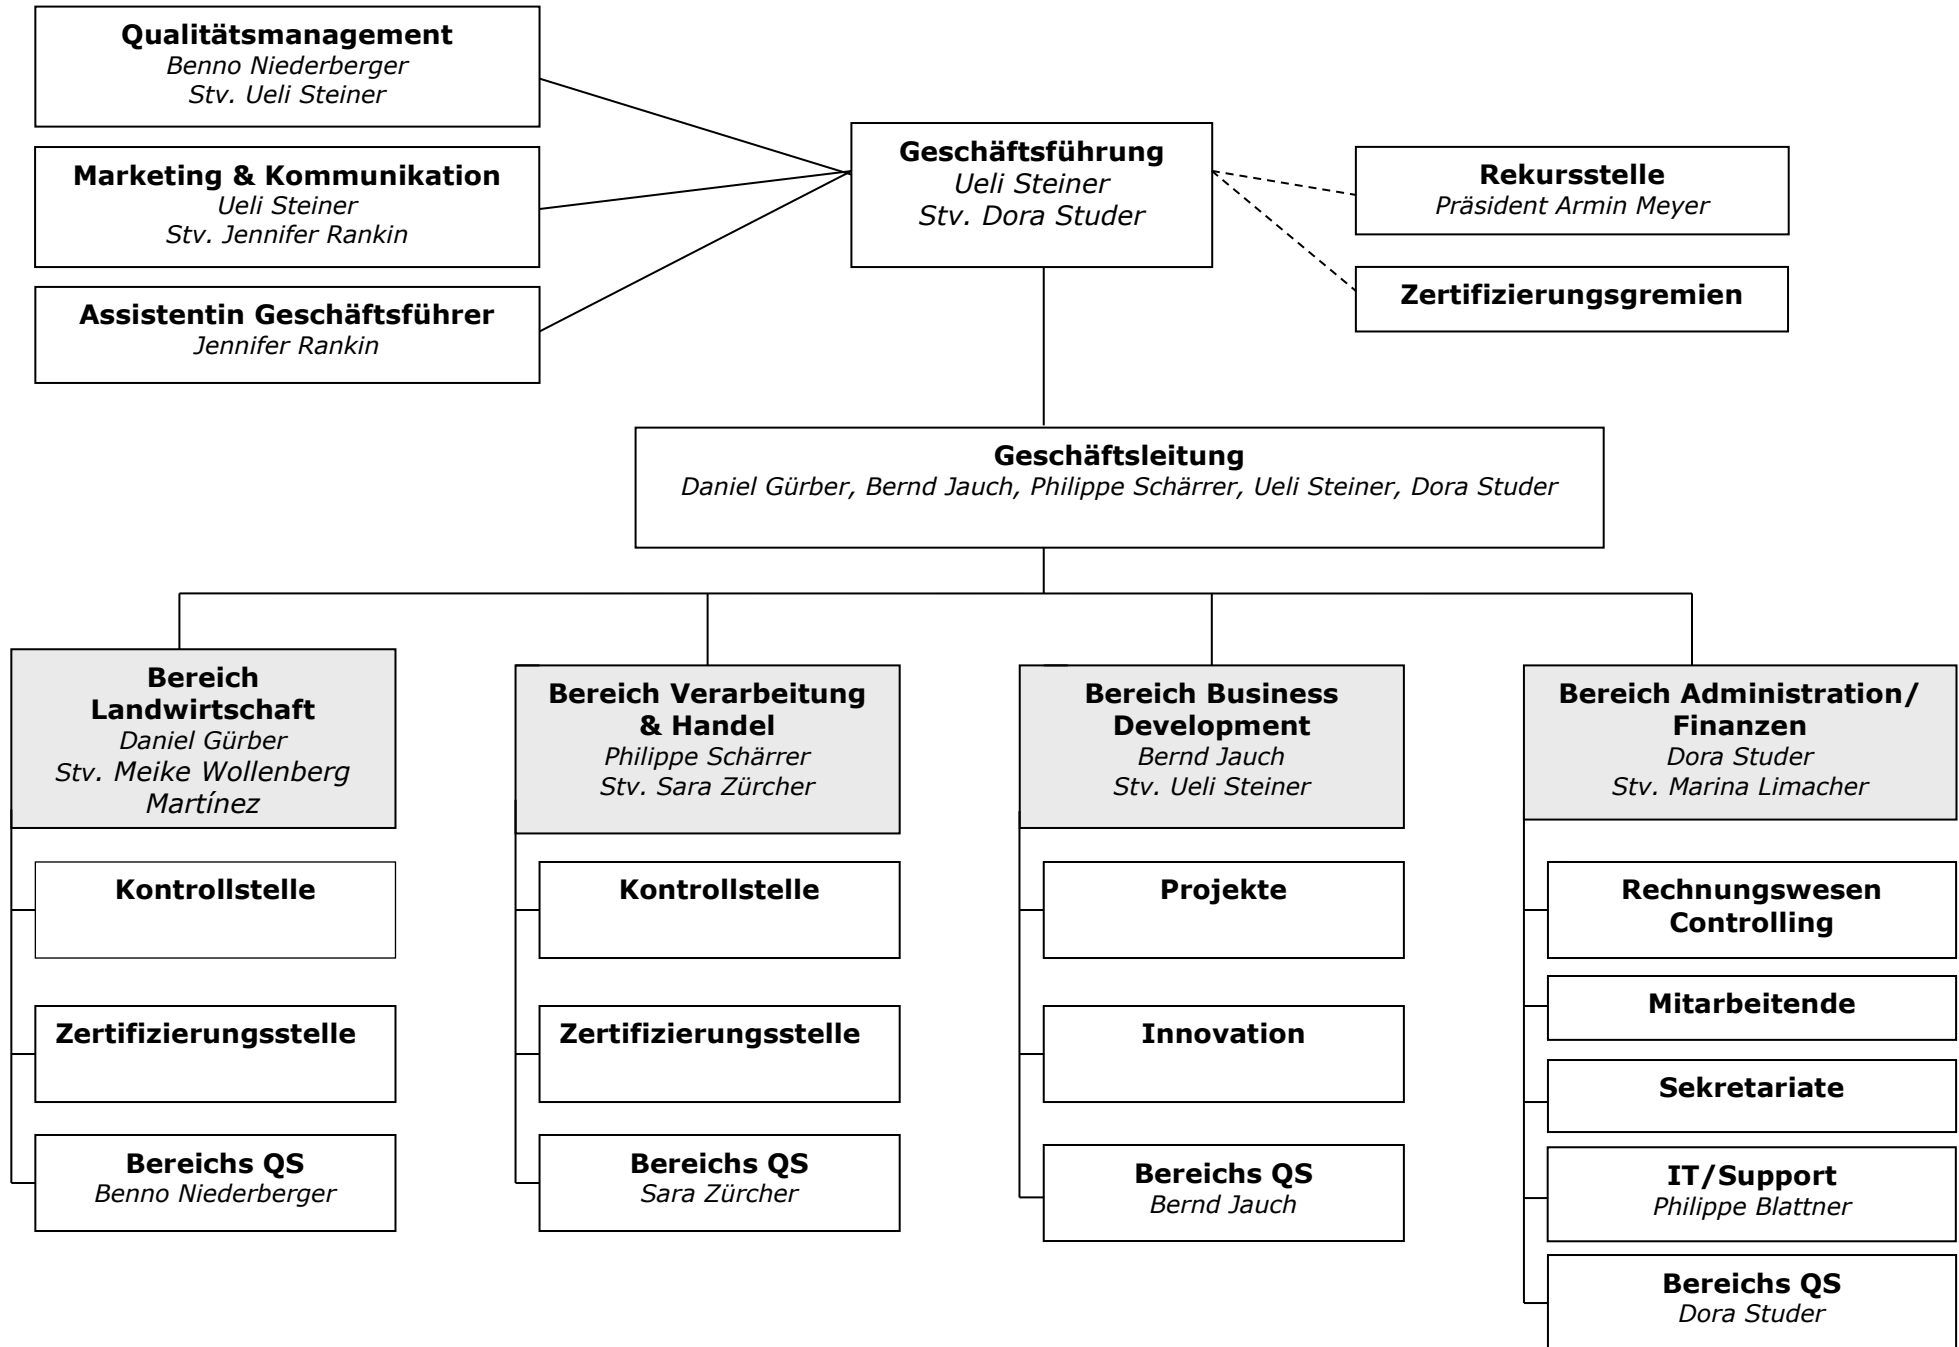 Qualitätsmanagement
Benno Niederberger
Stv. Ueli Steiner
Marketing & Kommunikation
Ueli Steiner
Stv. Jennifer Rankin
Assistentin Geschäftsführer
Jennifer Rankin
Geschäftsführung
Ueli Steiner
Stv. Dora Studer
Rekursstelle
Präsident Armin Meyer
Zertifizierungsgremien
Geschäftsleitung
Daniel Gürber, Bernd Jauch, Philippe Schärrer, Ueli Steiner, Dora Studer
Bereich
Landwirtschaft
Daniel Gürber
Stv. Meike Wollenberg
Martínez
Kontrollstelle
Zertifizierungsstelle
Bereichs QS
Benno Niederberger
Bereich Verarbeitung
& Handel
Philippe Schärrer
Stv. Sara Zürcher
Kontrollstelle
Zertifizierungsstelle
Bereichs QS
Sara Zürcher
Bereich Business
Development
Bernd Jauch
Stv. Ueli Steiner
Projekte
Innovation
Bereichs QS
Bernd Jauch
Bereich Administration/
Finanzen
Dora Studer
Stv. Marina Limacher
Rechnungswesen
Controlling
Mitarbeitende
Sekretariate
IT/Support
Philippe Blattner
Bereichs QS
Dora Studer